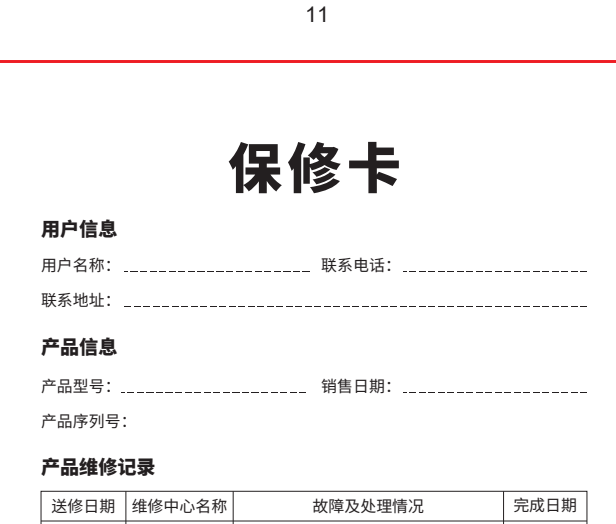 11
保修卡
用户信息
用户名称： 联系电话：
联系地址：
产品信息
产品型号： 销售日期：
产品序列号：
产品维修记录
送修日期 维修中心名称 故障及处理情况 完成日期